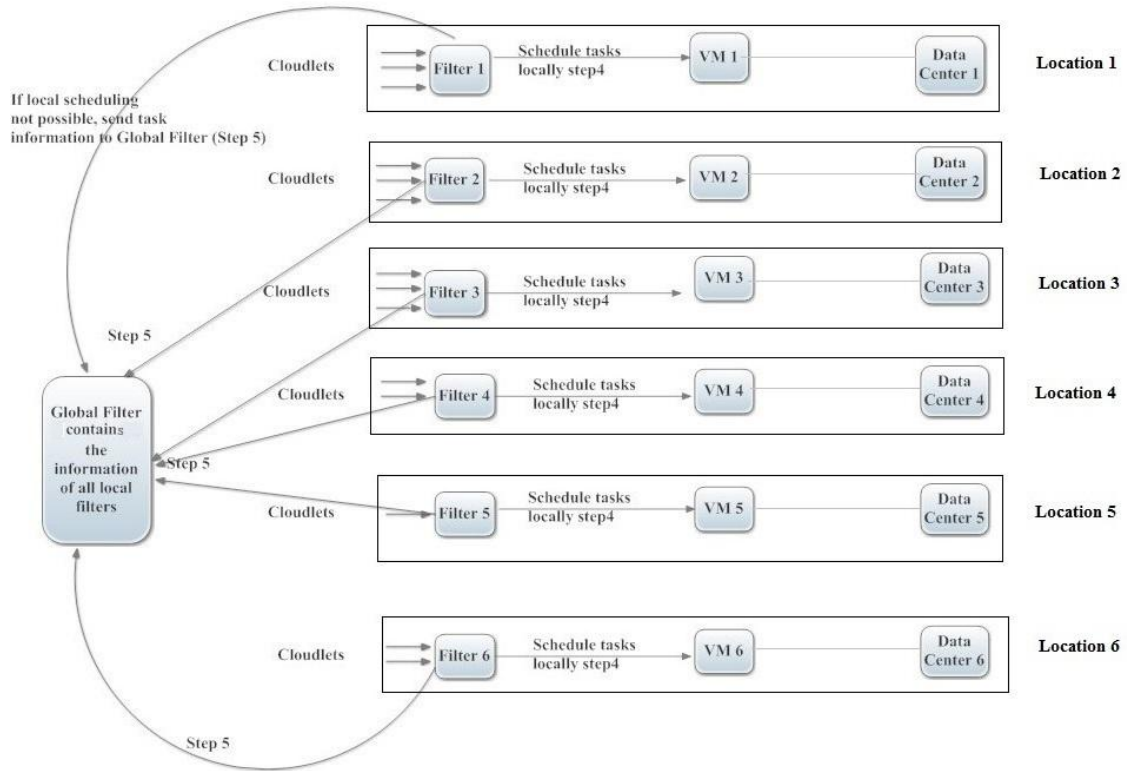 Cloudlets
Filter 1
Schedule tasks
locally step4
VM 1
Data
Center 1
Location 1
If local scheduling
not possible, send task
information to Global Filter (Step 5)
Cloudlets
Filter 2
Schedule tasks
locally step4
VM 2
Data
Center 2
Location 2
Cloudlets
Filter 3
Schedule tasks
locally step4
VM 3
Data
Center 3
Location 3
Step 5
Global Filter
contains
the
information
of all local
filters
Cloudlets
Filter 4
Schedule tasks
locally step4
VM 4
Data
Center 4
Location 4
Step 5
Cloudlets
Filter 5
Schedule tasks
locally step4
VM 5
Data
Center 5
Location 5
Cloudlets
Filter 6
Schedule tasks
locally step4
VM 6
Data
Center 6
Location 6
Step 5